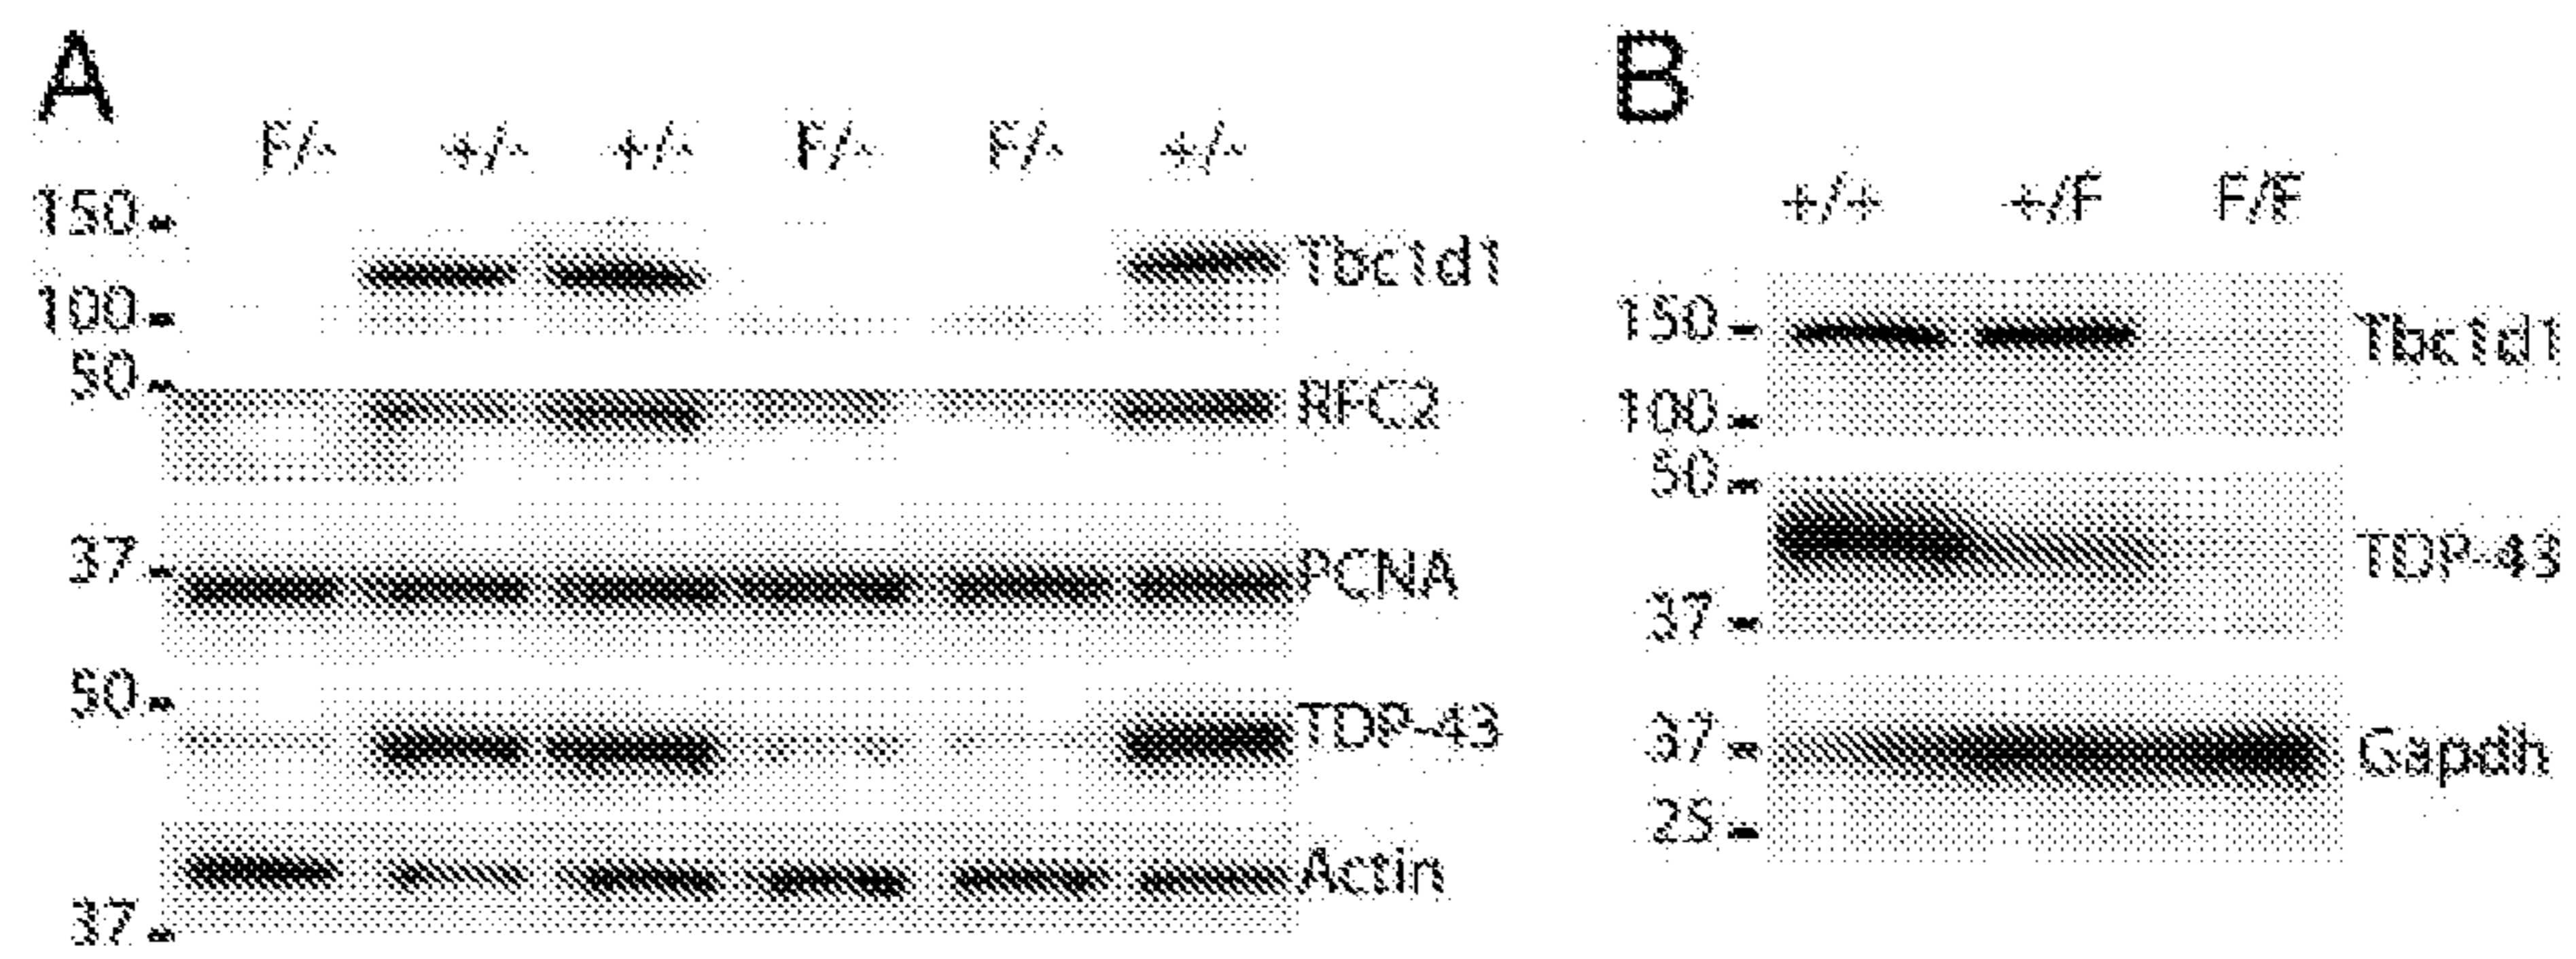 A
F/- +/- +/- F/- F/- +/-
150
Tbc1d1
100
50
RFC2
37
PCNA
50
TDP-43
Actin
37
B
+/+ +/F F/F
150
Tbc1d1
100
50
TDP-43
37
37
Gapdh
25